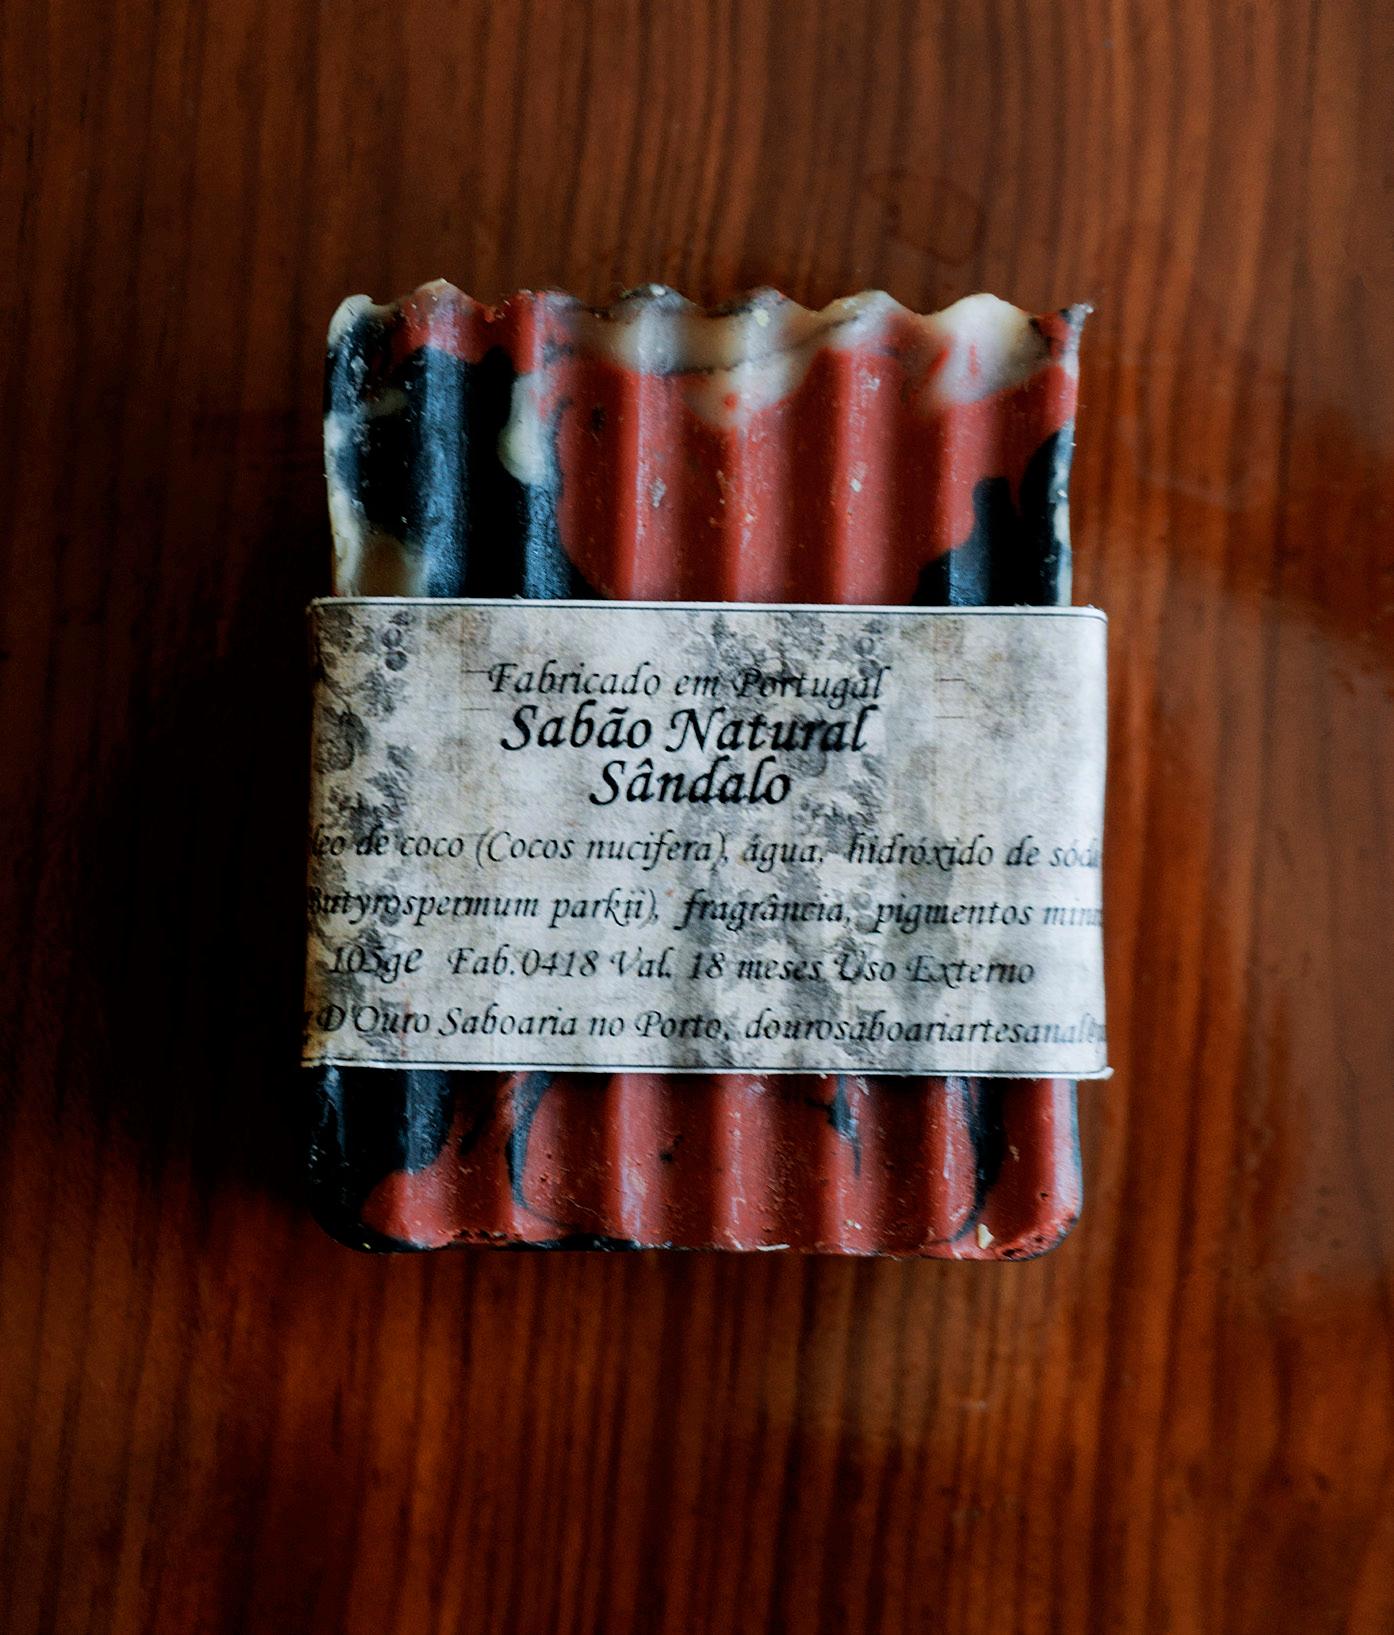 Fabricado em Portugal
Sabão Natural
Sândalo
leo de coco (Cocos nucifera), água, hidróxido de sód
Butyrospermum parkii), fragrância, pigmentos min
105ge Fab.0418 Val. 18 meses Uso Externo
D'Ouro Saboaria no Porto, dourosaboariartesanal